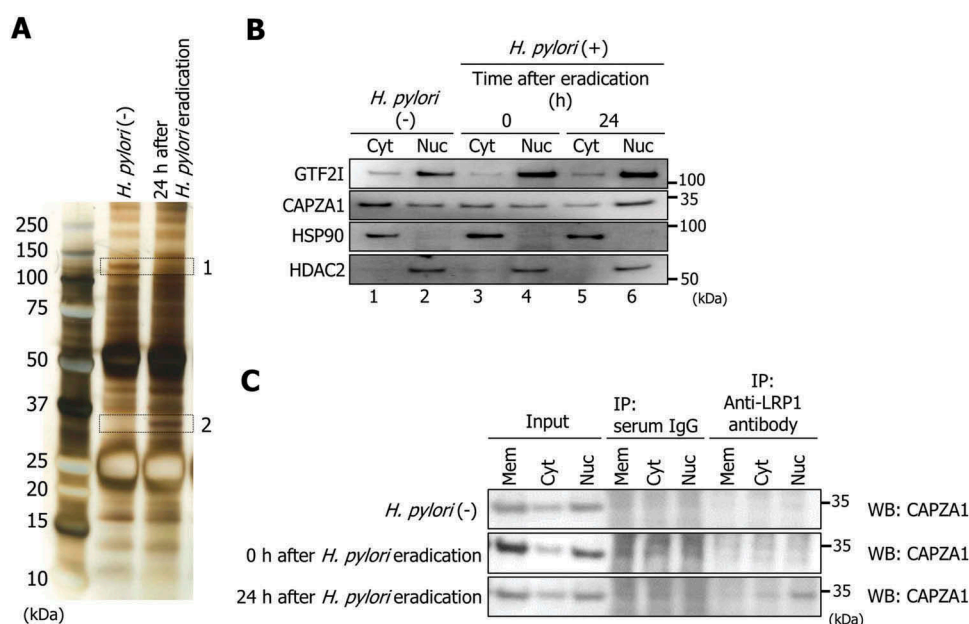 A
H. pylori (-)
24 h after
H. pylori eradication
250
150
100
75
50
37
25
20
15
10
(kDa)
1
2
B
H. pylori (+)
Time after eradication
(h)
H. pylori
(-)
0
24
Cyt Nuc Cyt Nuc Cyt Nuc
GTF2I
100
CAPZA1
35
HSP90
100
HDAC2
50
1 2 3 4 5 6 (kDa)
C
Input
IP:
serum IgG
IP:
Anti-LRP1
antibody
Mem Cyt Nuc Mem Cyt Nuc Mem Cyt Nuc
H. pylori (-) 35 WB: CAPZA1
0 h after H. pylori eradication 35 WB: CAPZA1
24 h after H. pylori eradication 35 WB: CAPZA1
(kDa)